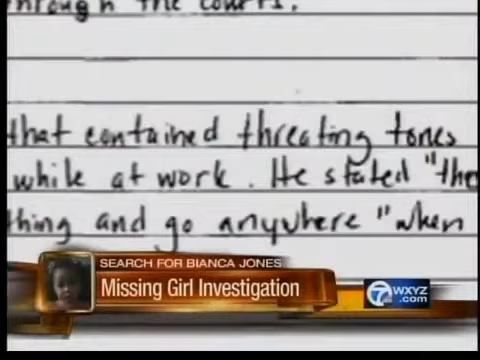 through the courts.
that contained threating tones
while at work. He stated "the
thing and go anywhere "when
SEARCH FOR BIANCA JONES
Missing Girl Investigation
7 WXYZ
.com